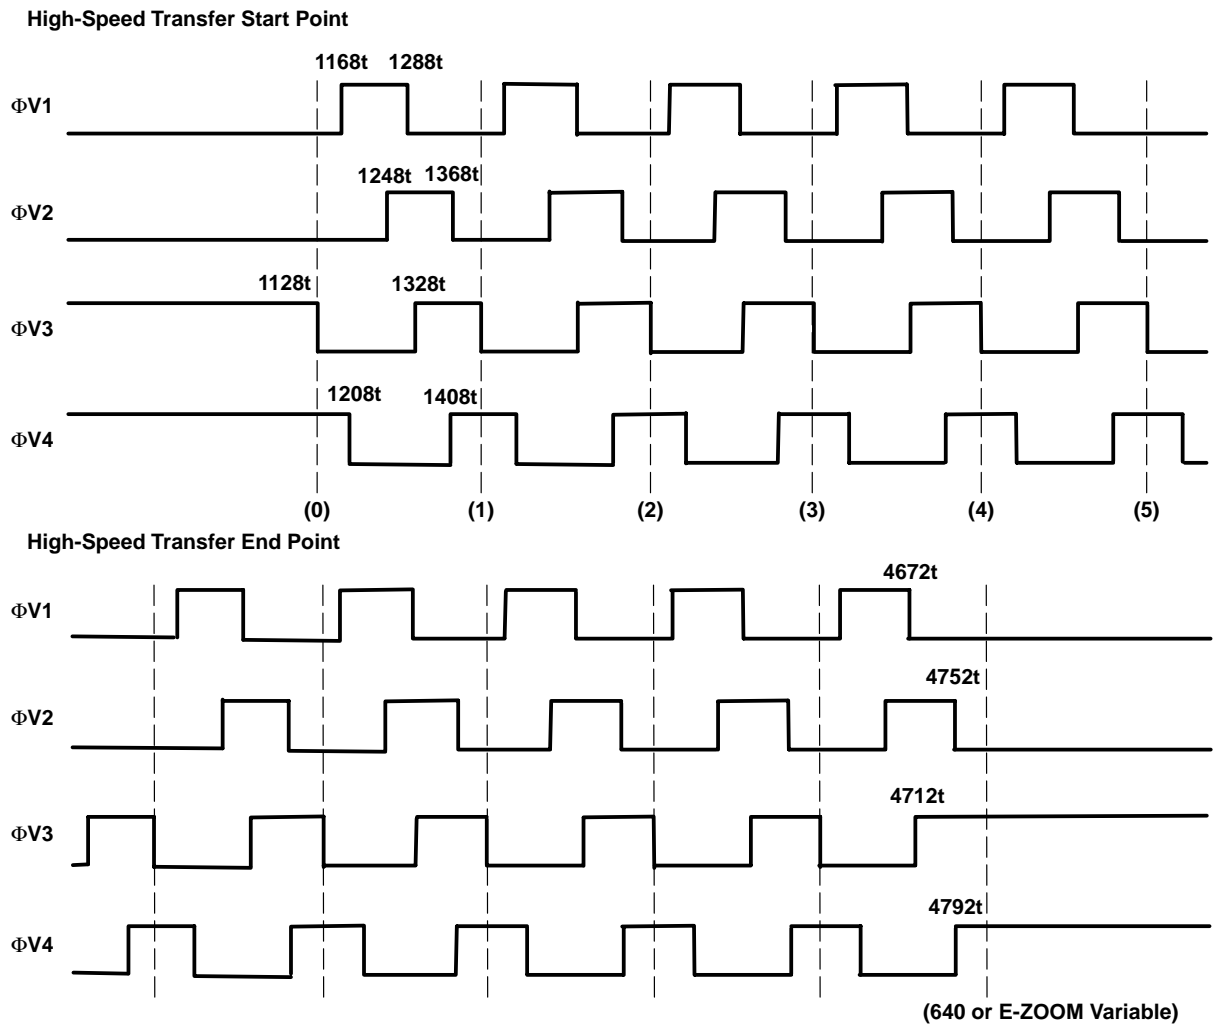 High-Speed Transfer Start Point
1168t 1288t
ΦV1
1248t 1368t
ΦV2
1128t 1328t
ΦV3
1208t 1408t
ΦV4
(0) (1) (2) (3) (4) (5)
High-Speed Transfer End Point
4672t
ΦV1
4752t
ΦV2
4712t
ΦV3
4792t
ΦV4
(640 or E-ZOOM Variable)